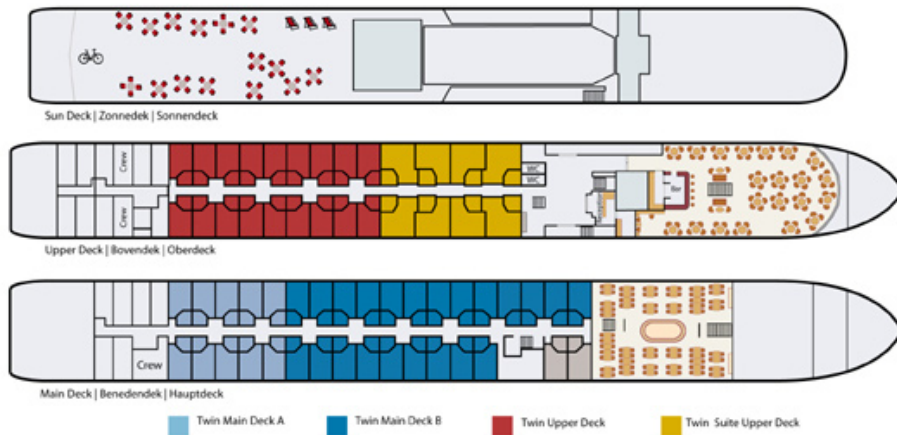 Sun Deck | Zonnedek | Sonnendeck
Crew
WC
WC
Reception
Bar
Crew
Upper Deck | Bovendek | Oberdeck
Crew
Main Deck | Benedendek | Hauptdeck
Twin Main Deck A
Twin Main Deck B
Twin Upper Deck
Twin Suite Upper Deck